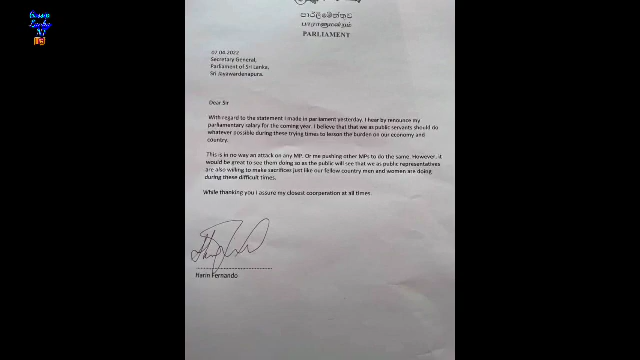 පාර්ලිමේන්තුව
பாராளுமன்றம்
PARLIAMENT
07.04.2022
Secretary General,
Parliament of Sri Lanka,
Sri Jayawardenapura.
Dear Sir
With regard to the statement I made in parliament yesterday. I hear by renounce my
parliamentary salary for the coming year. I believe that that we as public servants should do
whatever possible during these trying times to lesson the burden on our economy and
country.
This is in no way an attack on any MP. Or me pushing other MPs to do the same. However, it
would be great to see them doing so as the public will see that we as public representatives
are also willing to make sacrifices just like our fellow country men and women are doing
during these difficult times.
While thanking you I assure my closest cooperation at all times.
Harin Fernando